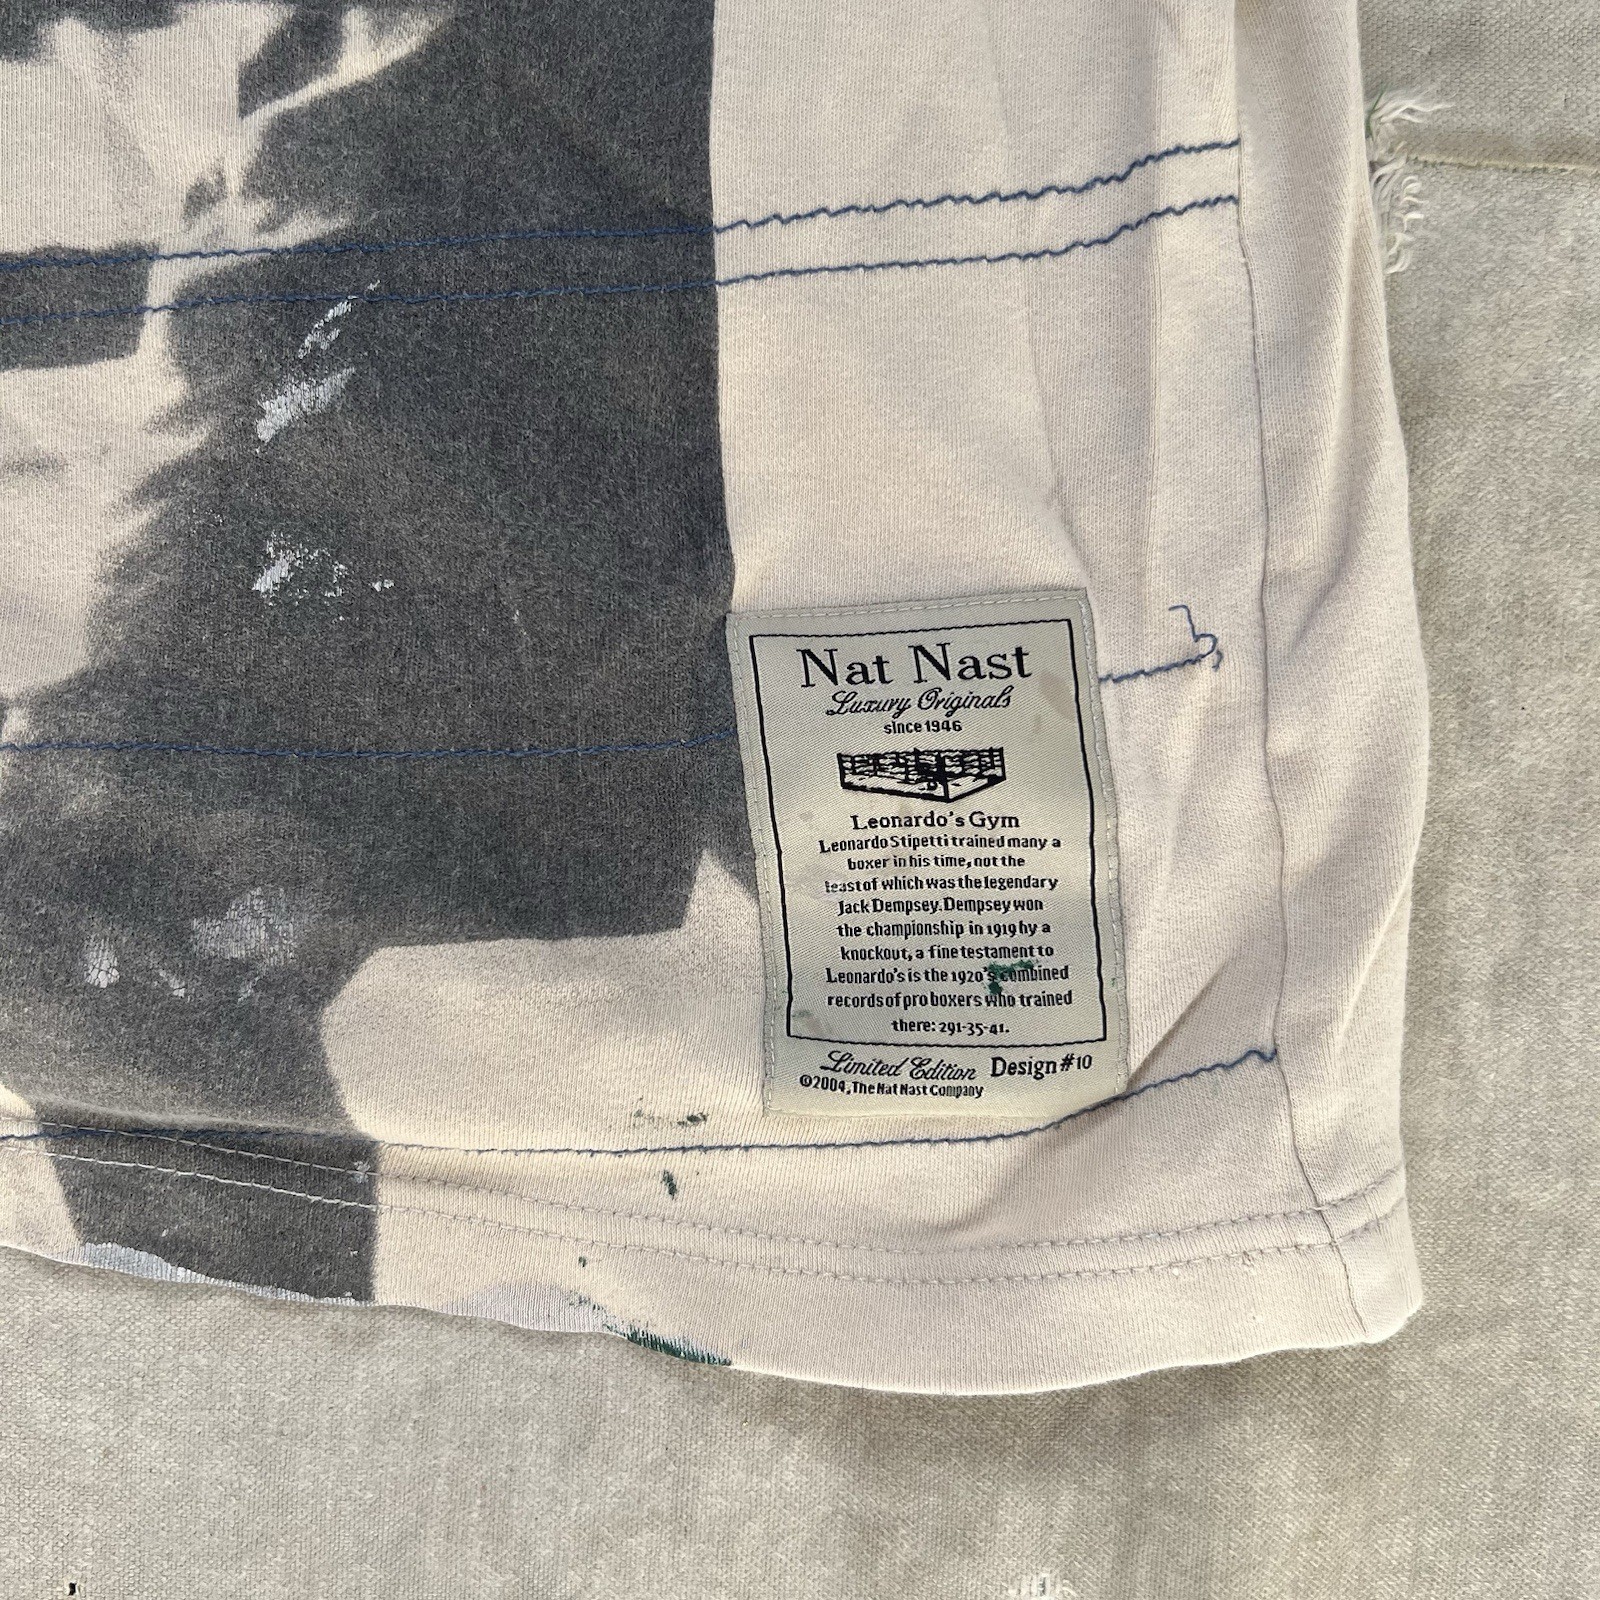 Nat Nast
Luxury Originals
since 1946
Leonardo's Gym
Leonardo Stipetti trained many a
boxer in his time, not the
least of which was the legendary
Jack Dempsey. Dempsey won
the championship in 1919 by a
knockout, a fine testament to
Leonardo's is the 1920's combined
records of pro boxers who trained
there: 291-35-41.
Limited Edition Design #10
©2004, The Nat Nast Company